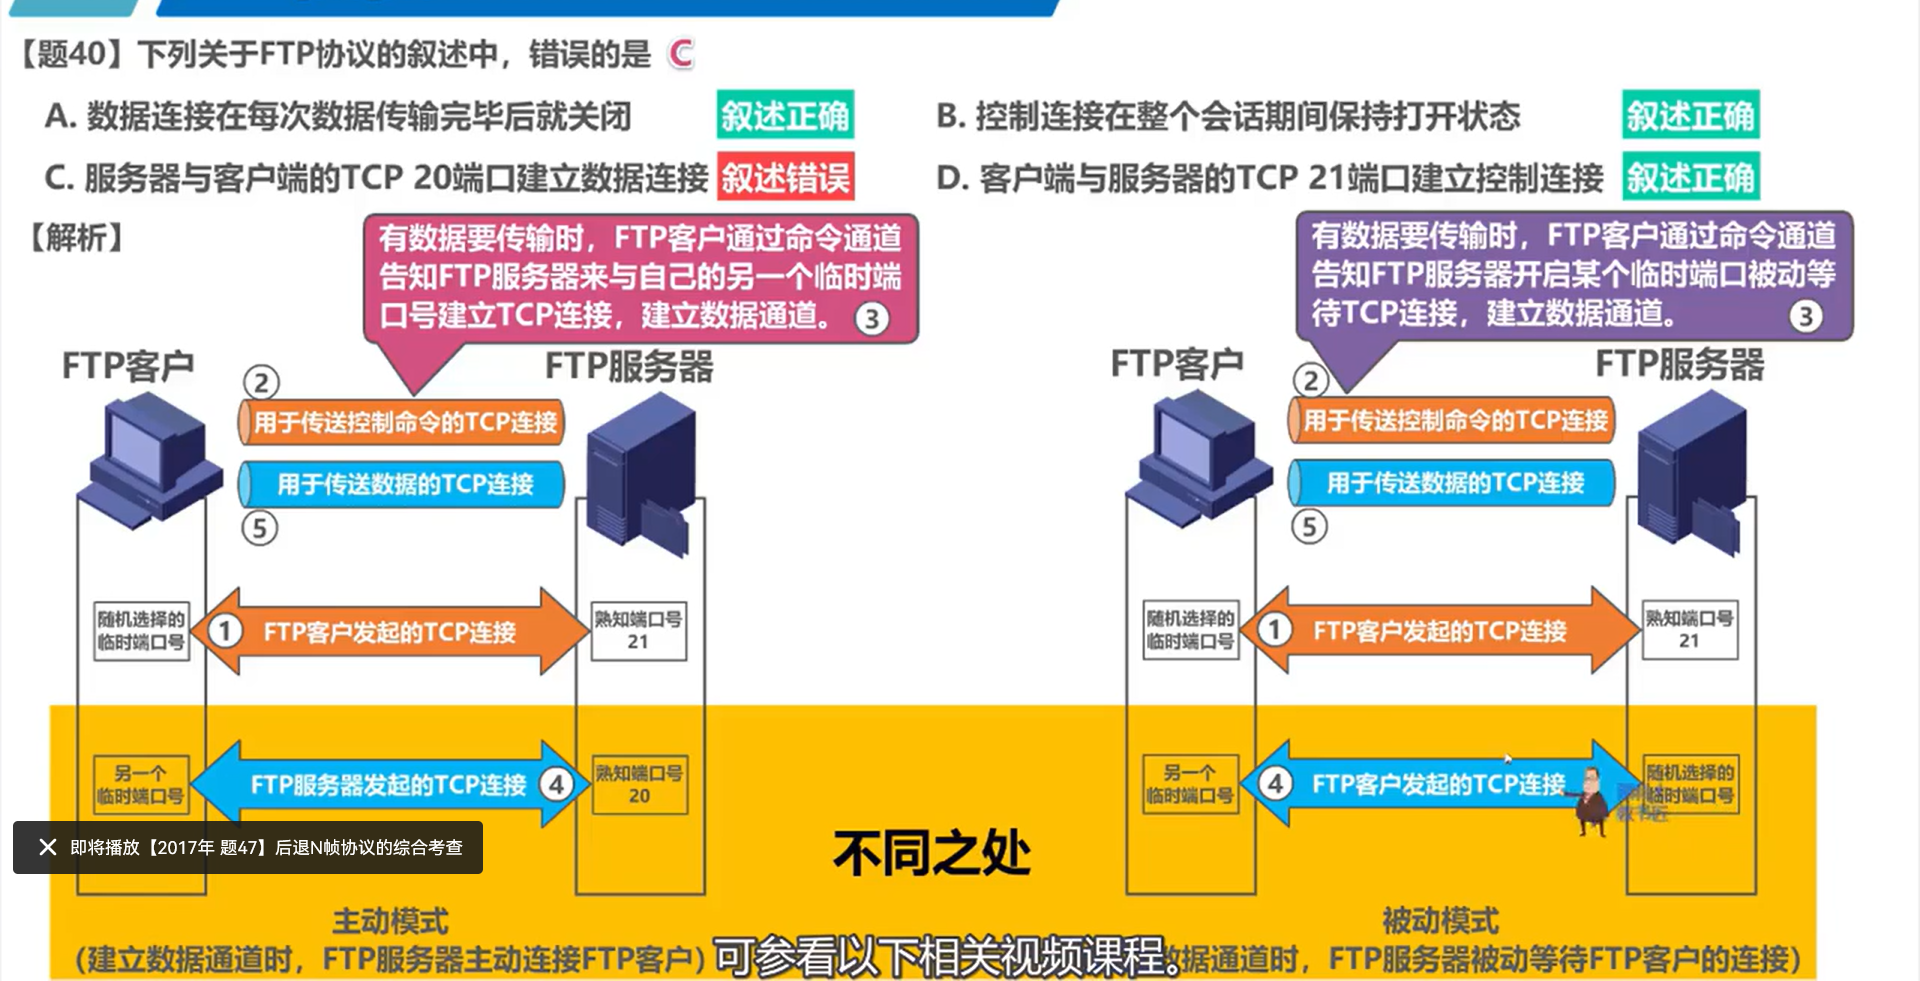 【题40】下列关于FTP协议的叙述中，错误的是 C
A. 数据连接在每次数据传输完毕后就关闭 叙述正确
B. 控制连接在整个会话期间保持打开状态 叙述正确
C. 服务器与客户端的TCP 20端口建立数据连接 叙述错误
D. 客户端与服务器的TCP 21端口建立控制连接 叙述正确
【解析】
有数据要传输时，FTP客户通过命令通道
告知FTP服务器来与自己的另一个临时端
口号建立TCP连接，建立数据通道。 ③
FTP客户
FTP服务器
②
用于传送控制命令的TCP连接
用于传送数据的TCP连接
⑤
随机选择的
临时端口号
① FTP客户发起的TCP连接
熟知端口号
21
另一个
临时端口号
FTP服务器发起的TCP连接 ④
熟知端口号
20
主动模式
（建立数据通道时，FTP服务器主动连接FTP客户）
有数据要传输时，FTP客户通过命令通道
告知FTP服务器开启某个临时端口被动等
待TCP连接，建立数据通道。 ③
FTP客户
FTP服务器
②
用于传送控制命令的TCP连接
用于传送数据的TCP连接
⑤
随机选择的
临时端口号
① FTP客户发起的TCP连接
熟知端口号
21
另一个
临时端口号
④ FTP客户发起的TCP连接
随机选择的
临时端口号
被动模式
数据通道时，FTP服务器被动等待FTP客户的连接）
不同之处
即将播放【2017年 题47】后退N帧协议的综合考查
可参看以下相关视频课程。